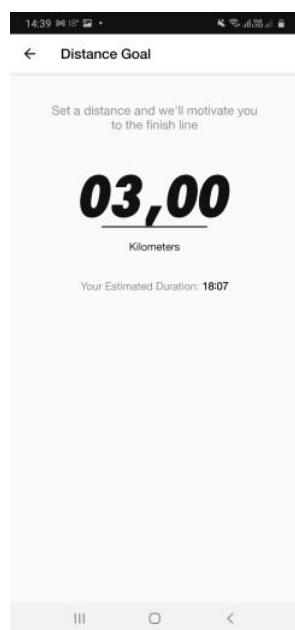 14:39 18°
Distance Goal
Set a distance and we'll motivate you
to the finish line
03,00
Kilometers
Your Estimated Duration: 18:07